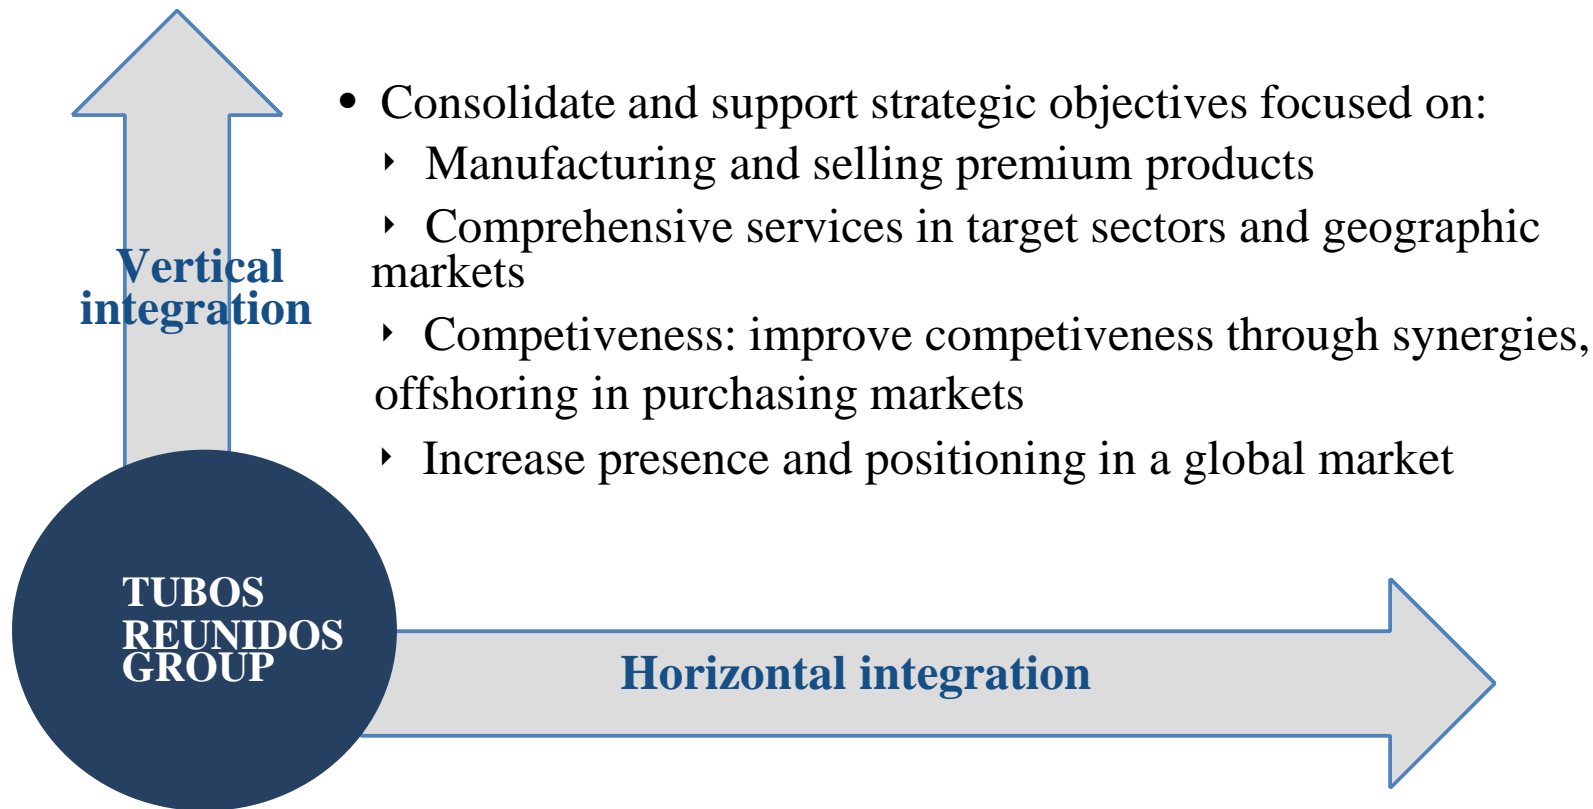 • Consolidate and support strategic objectives focused on:
‣ Manufacturing and selling premium products
‣ Comprehensive services in target sectors and geographic
markets
‣ Competiveness: improve competiveness through synergies,
offshoring in purchasing markets
‣ Increase presence and positioning in a global market
Vertical
integration
TUBOS
REUNIDOS
GROUP
Horizontal integration